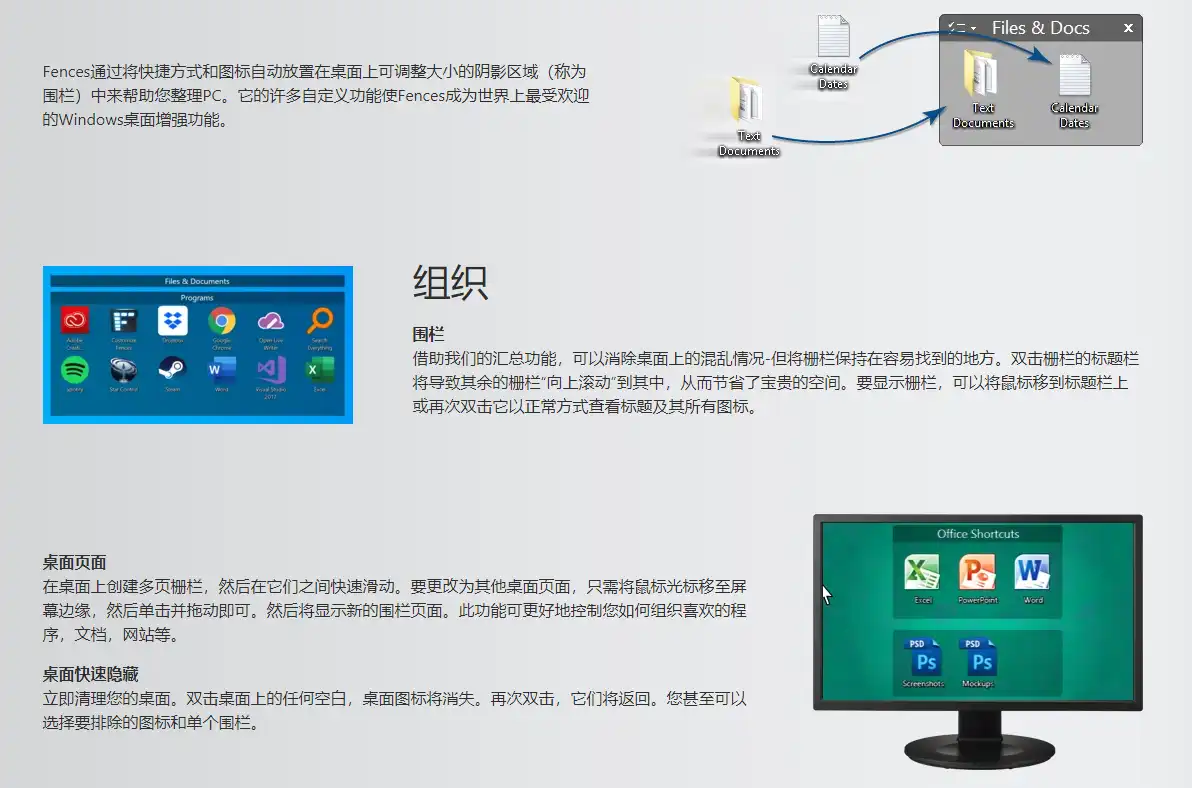 Fences通过将快捷方式和图标自动放置在桌面上可调整大小的阴影区域（称为
围栏）中来帮助您整理PC。它的许多自定义功能使Fences成为世界上最受欢迎
的Windows桌面增强功能。
Calendar
Dates
Text
Documents
Files & Docs
Text
Documents
Calendar
Dates
Files & Documents
Programs
Adobe
Creati...
Customize
Fences
Dropbox
Google
Chrome
Open Live
Writer
Search
Everything
spotify
Star Control
Steam
Word
Visual Studio
2017
Excel
组织
围栏
借助我们的汇总功能，可以消除桌面上的混乱情况-但将栅栏保持在容易找到的地方。双击栅栏的标题栏
将导致其余的栅栏“向上滚动”到其中，从而节省了宝贵的空间。要显示栅栏，可以将鼠标移到标题栏上
或再次双击它以正常方式查看标题及其所有图标。
桌面页面
在桌面上创建多页栅栏，然后在它们之间快速滑动。要更改为其他桌面页面，只需将鼠标光标移至屏
幕边缘，然后单击并拖动即可。然后将显示新的围栏页面。此功能可更好地控制您如何组织喜欢的程
序，文档，网站等。
桌面快速隐藏
立即清理您的桌面。双击桌面上的任何空白，桌面图标将消失。再次双击，它们将返回。您甚至可以
选择要排除的图标和单个围栏。
Office Shortcuts
Excel
PowerPoint
Word
PSD
Ps
Screenshots
PSD
Ps
Mockups